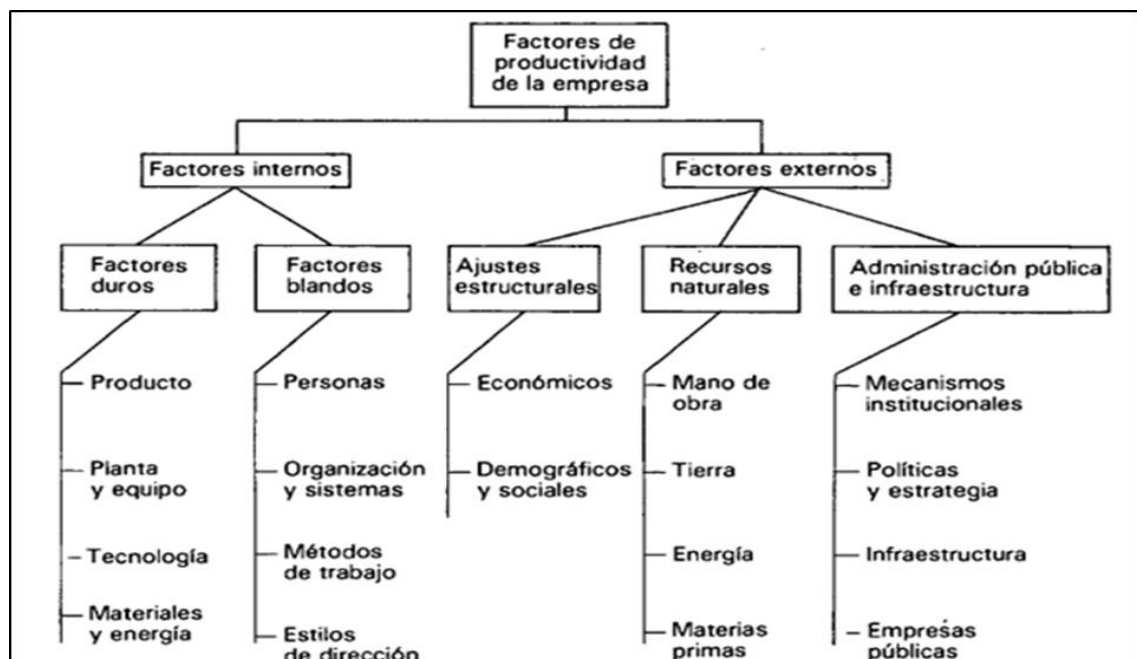 Factores de
productividad
de la empresa
Factores internos
Factores externos
Factores
duros
Factores
blandos
Ajustes
estructurales
Recursos
naturales
Administración pública
e infraestructura
Producto
Planta
y equipo
Tecnología
Materiales
y energía
Personas
Organización
y sistemas
Métodos
de trabajo
Estilos
de dirección
Económicos
Demográficos
y sociales
Mano de
obra
Tierra
Energía
Materias
primas
Mecanismos
institucionales
Políticas
y estrategia
Infraestructura
Empresas
públicas